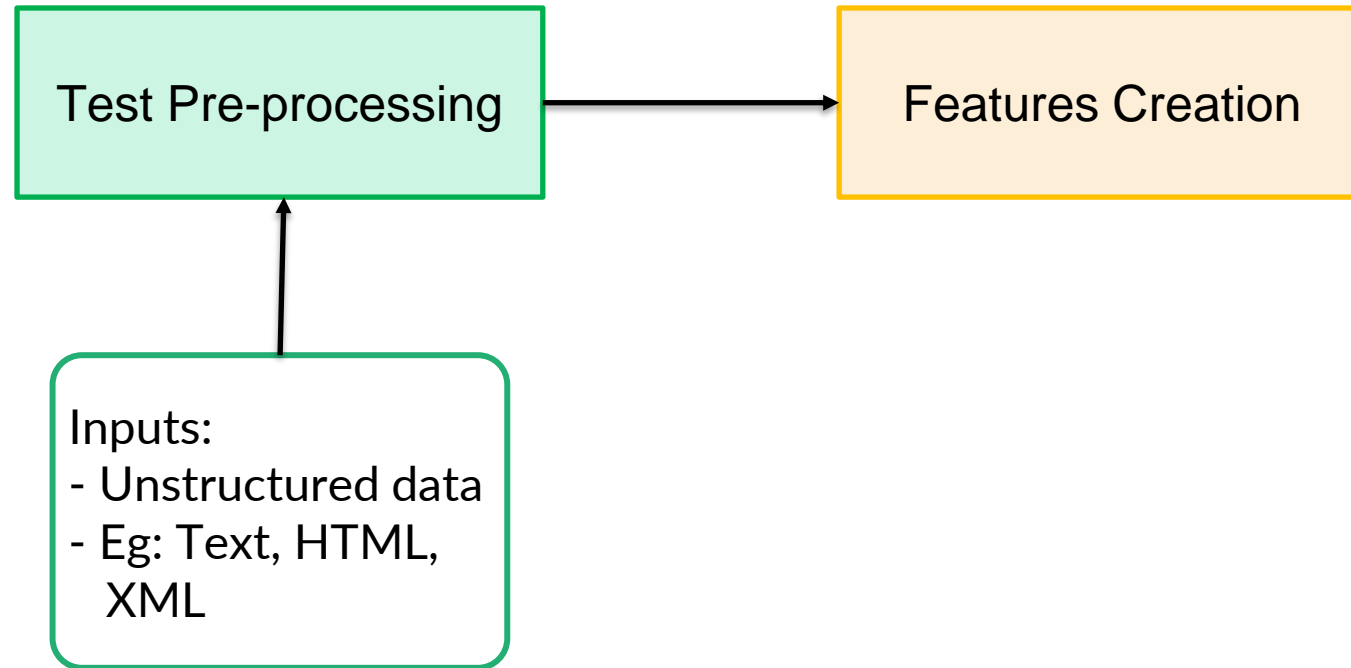 Test Pre-processing
Features Creation
Inputs:
- Unstructured data
- Eg: Text, HTML,
XML